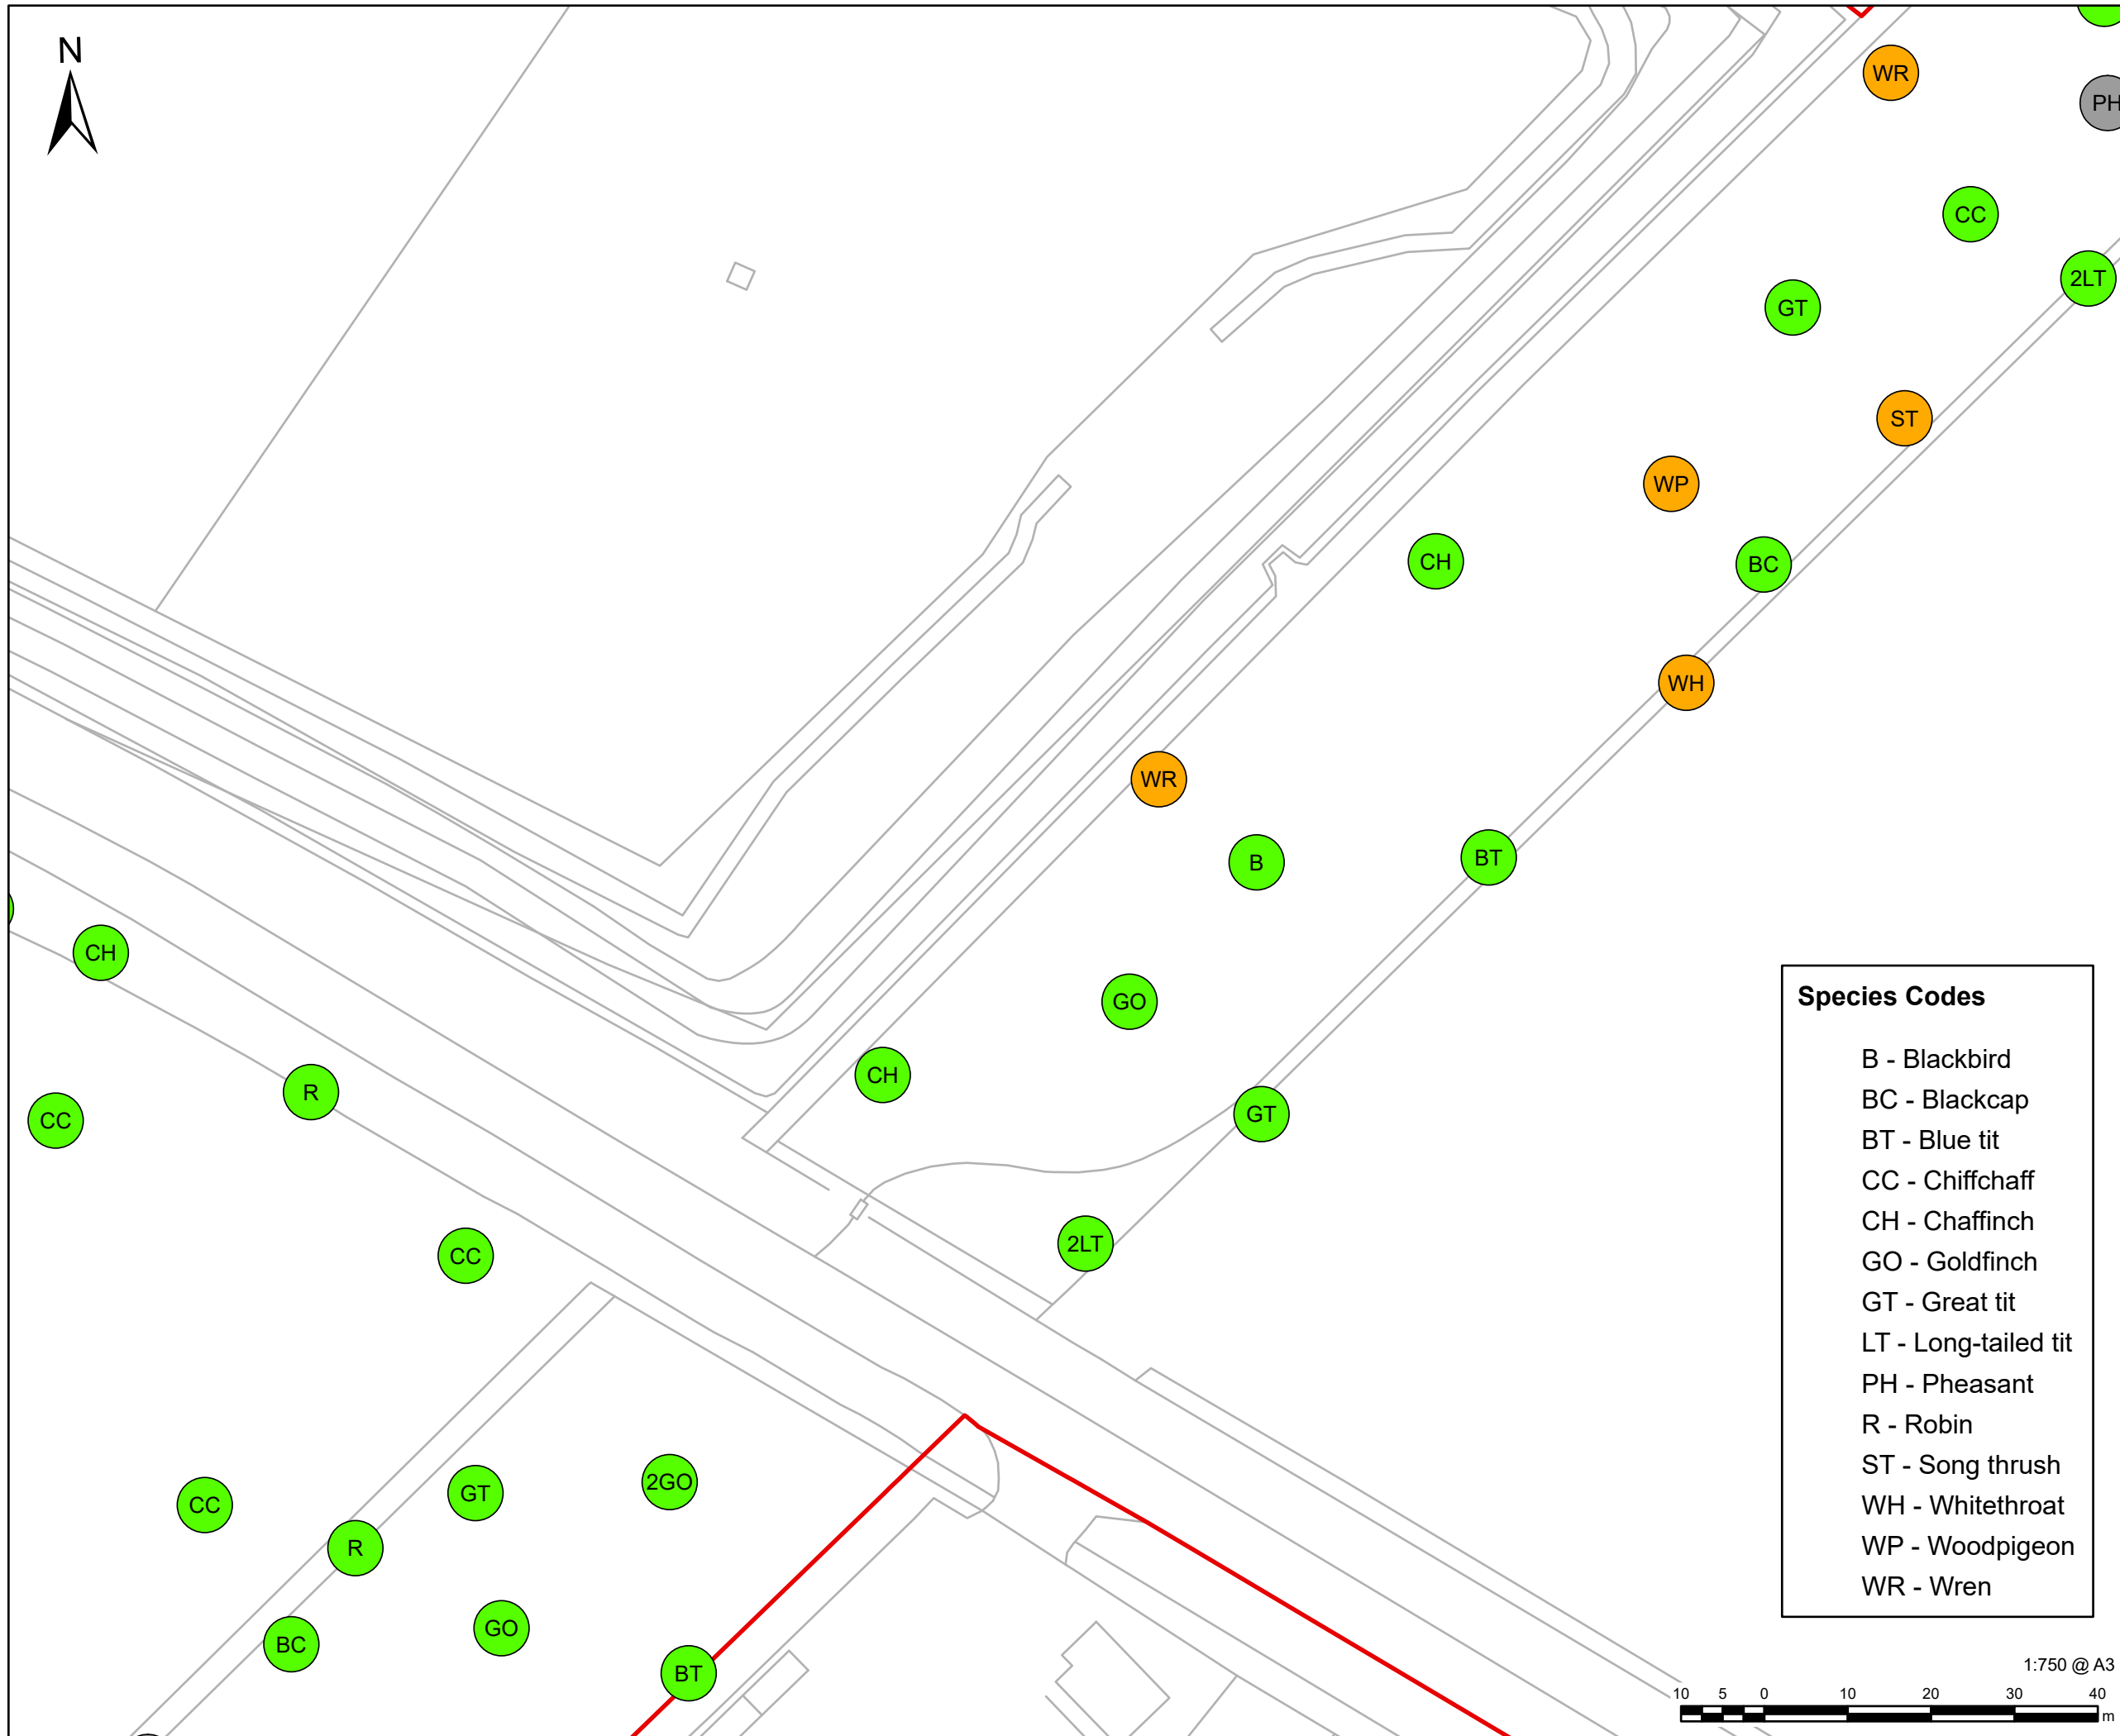 N
WR
PH
CC
2LT
GT
ST
WP
CH
BC
WH
WR
B
BT
CH
GO
CH
R
GT
CC
2LT
CC
2GO
GT
CC
R
GO
BC
BT
Species Codes
B - Blackbird
BC - Blackcap
BT - Blue tit
CC - Chiffchaff
CH - Chaffinch
GO - Goldfinch
GT - Great tit
LT - Long-tailed tit
PH - Pheasant
R - Robin
ST - Song thrush
WH - Whitethroat
WP - Woodpigeon
WR - Wren
1:750 @ A3
10 5 0 10 20 30 40
m